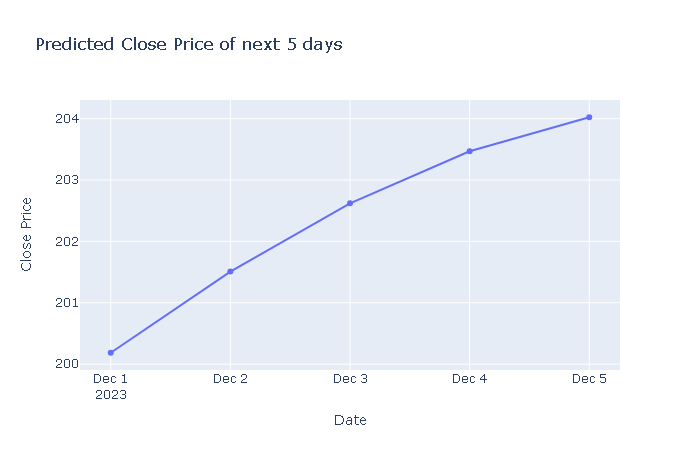 Predicted Close Price of next 5 days
Close Price
204
203
202
201
200
Dec 1
2023
Dec 2
Dec 3
Dec 4
Dec 5
Date